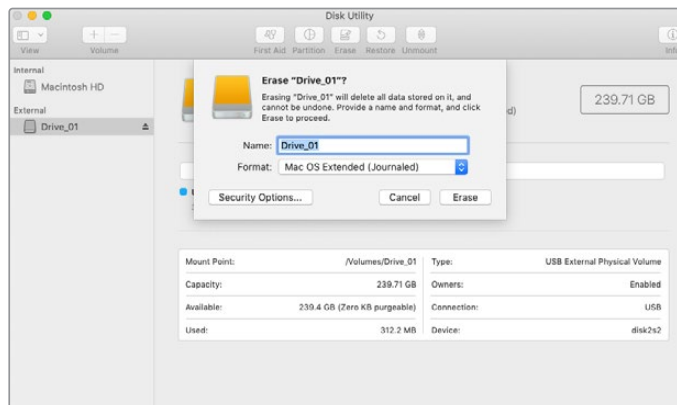 Disk Utility
View
Volume
First Aid Partition Erase Restore Unmount
Internal
Macintosh HD
External
Drive_01
239.71 GB
Erase "Drive_01"?
Erasing "Drive_01" will delete all data stored on it, and
cannot be undone. Provide a name and format, and click
Erase to proceed.
Name: Drive_01
Format: Mac OS Extended (Journaled)
Security Options... Cancel Erase
Mount Point: /Volumes/Drive_01 Type: USB External Physical Volume
Capacity: 239.71 GB Owners: Enabled
Available: 239.4 GB (Zero KB purgeable) Connection: USB
Used: 312.2 MB Device: disk2s2